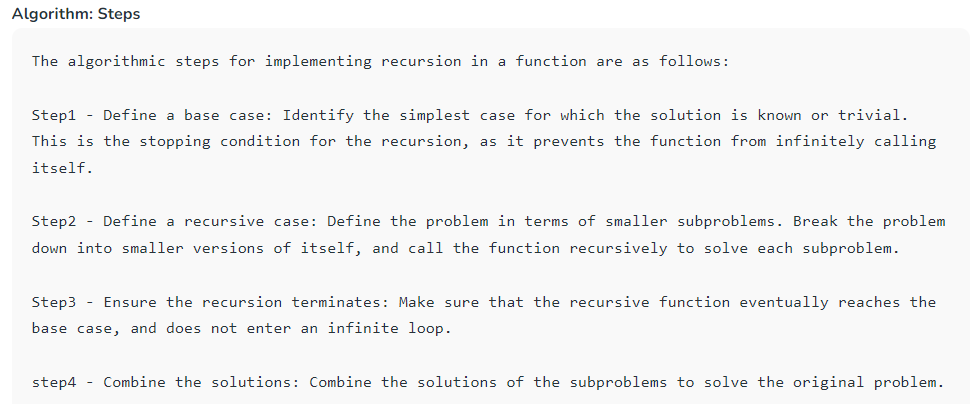 Algorithm: Steps
The algorithmic steps for implementing recursion in a function are as follows:
Step1 - Define a base case: Identify the simplest case for which the solution is known or trivial.
This is the stopping condition for the recursion, as it prevents the function from infinitely calling
itself.
Step2 - Define a recursive case: Define the problem in terms of smaller subproblems. Break the problem
down into smaller versions of itself, and call the function recursively to solve each subproblem.
Step3 - Ensure the recursion terminates: Make sure that the recursive function eventually reaches the
base case, and does not enter an infinite loop.
step4 - Combine the solutions: Combine the solutions of the subproblems to solve the original problem.